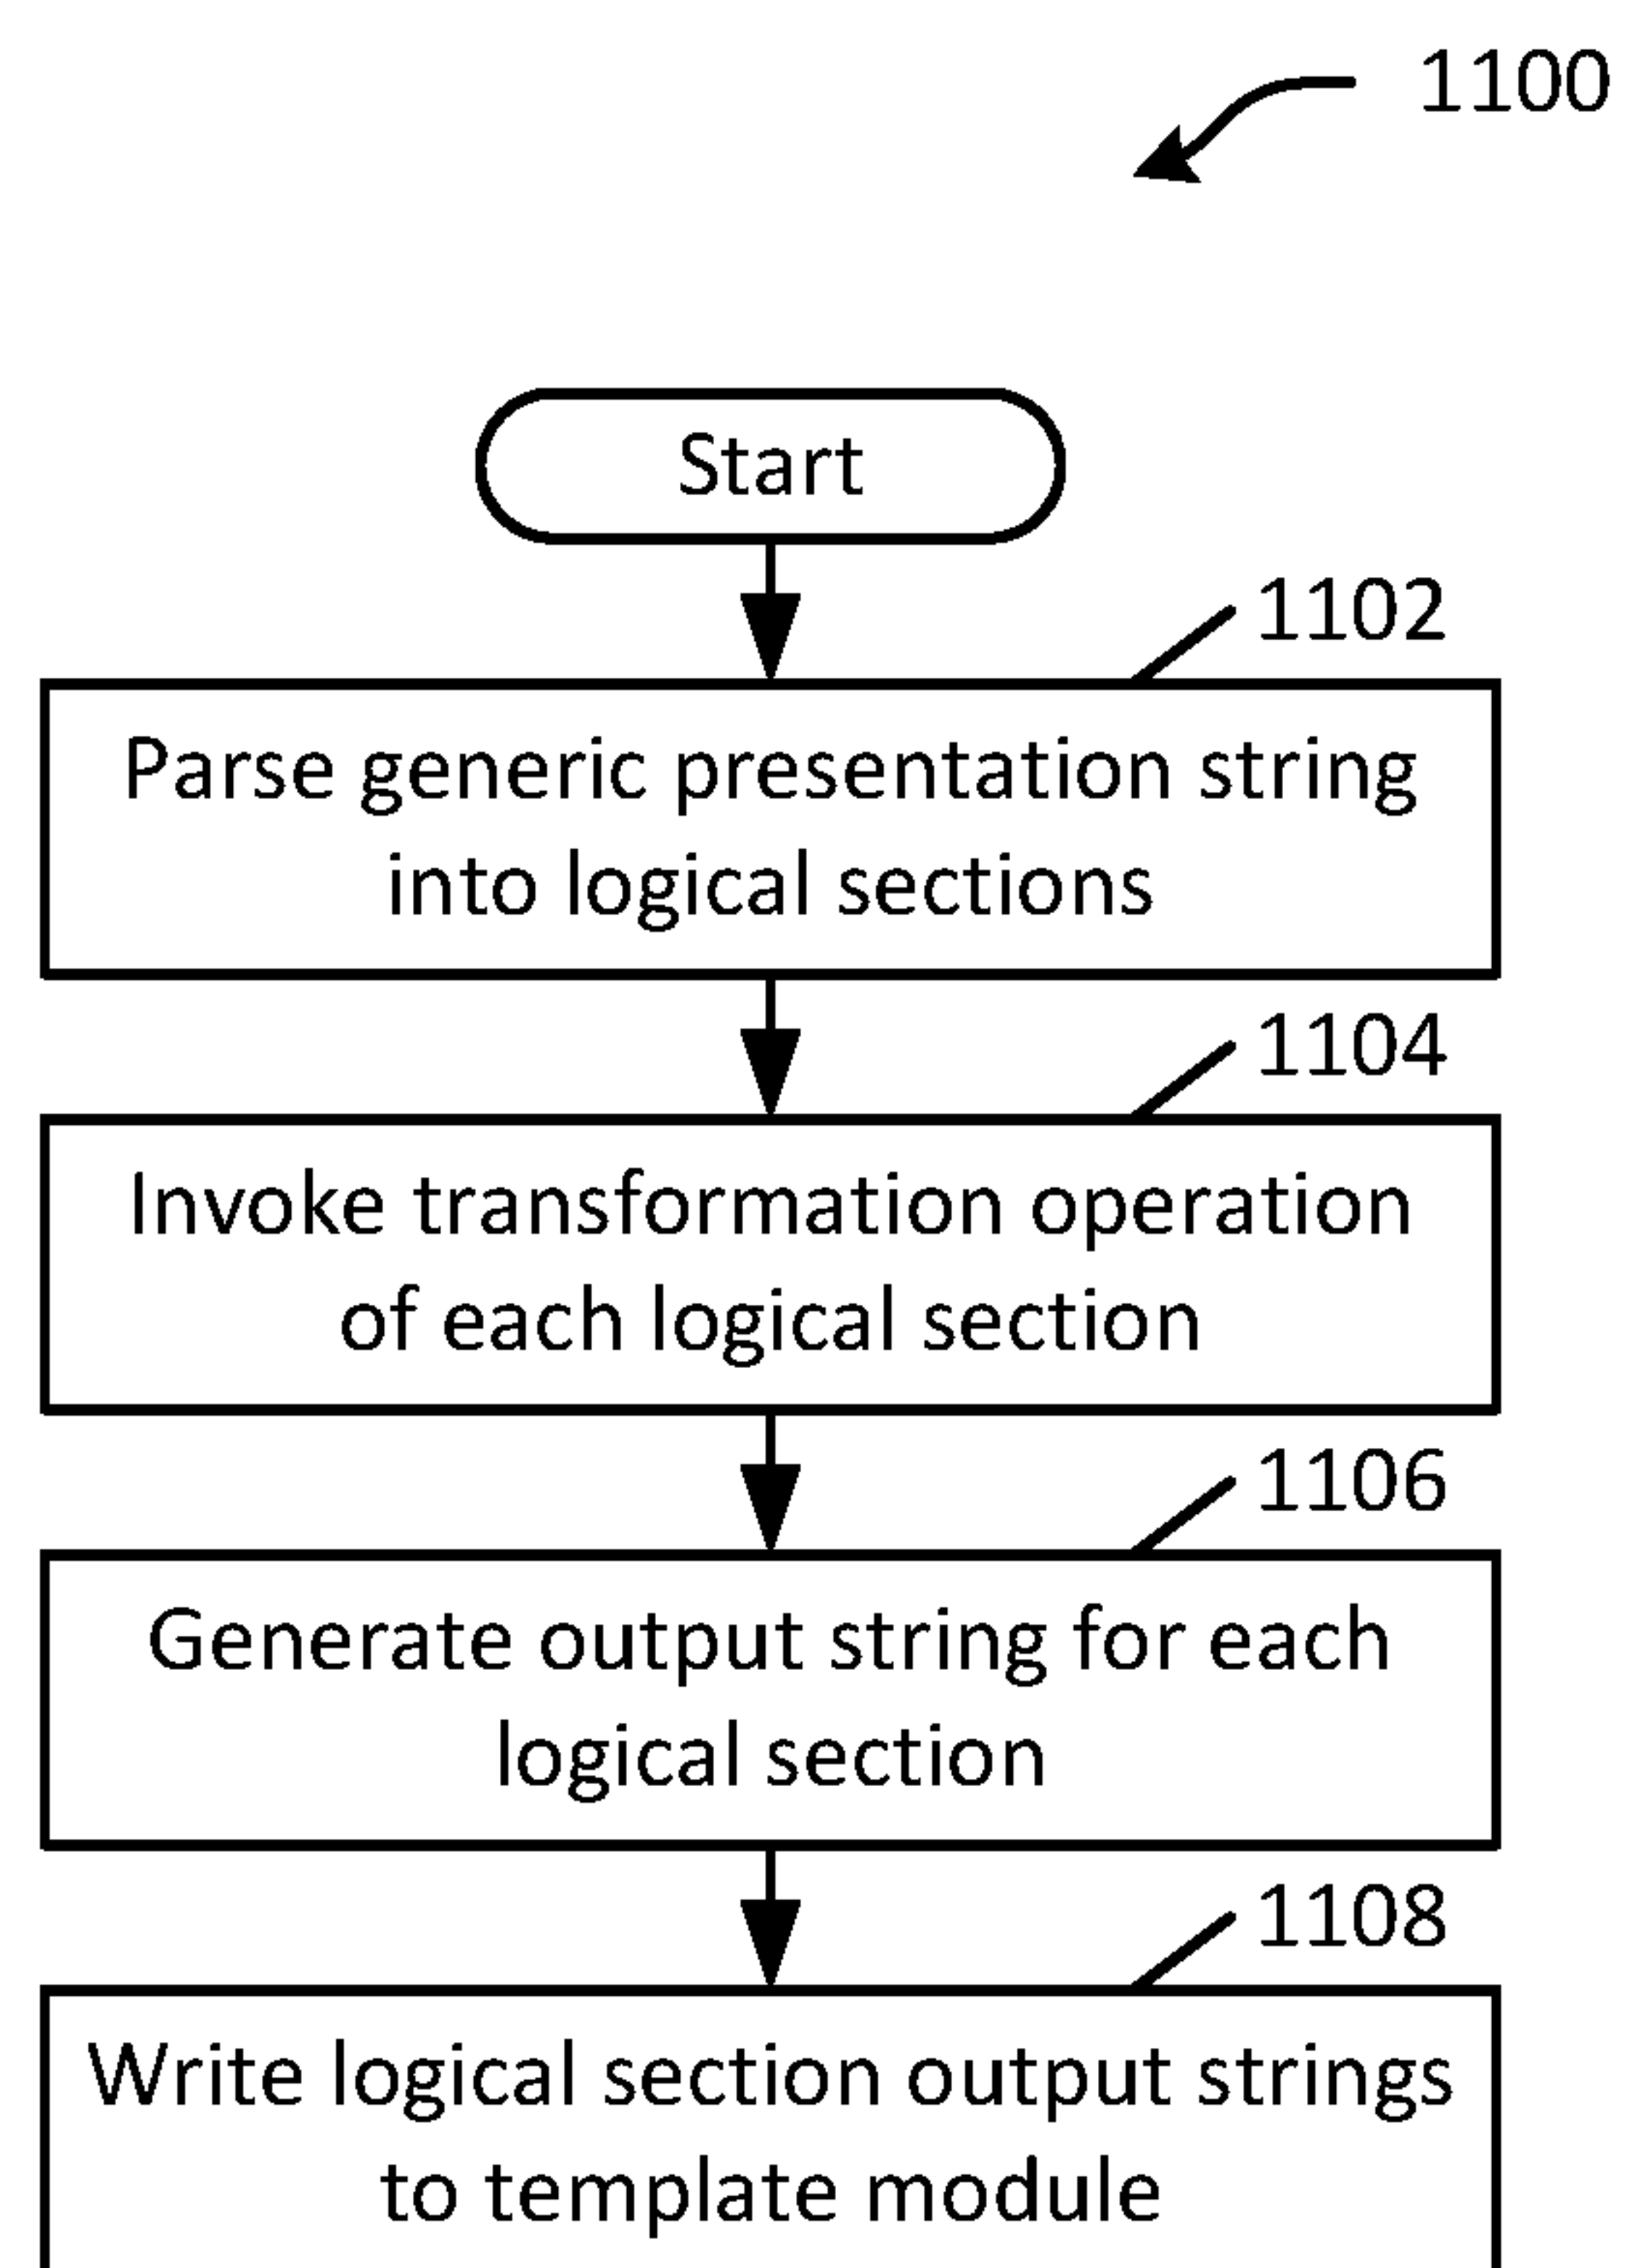 1100
Start
1102
Parse generic presentation string
into logical sections
1104
Invoke transformation operation
of each logical section
1106
Generate output string for each
logical section
1108
Write logical section output strings
to template module